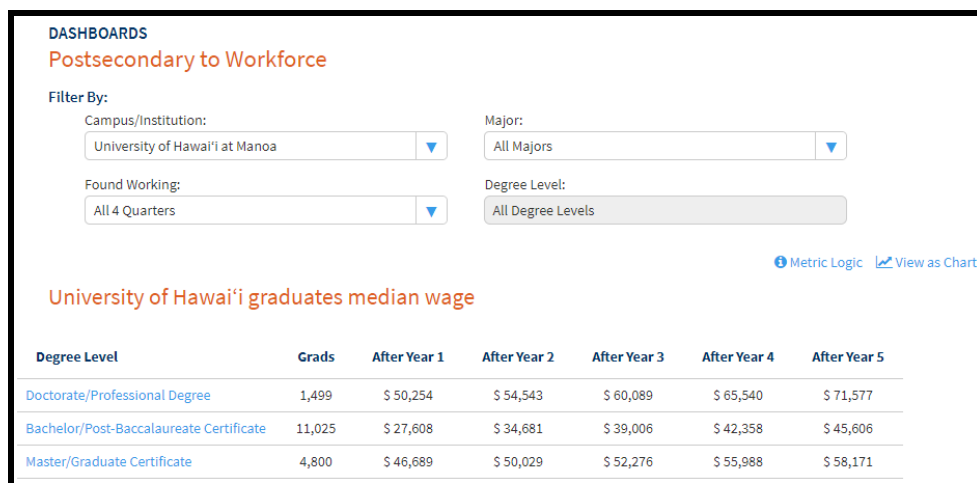 DASHBOARDS
Postsecondary to Workforce
Filter By:
Campus/Institution: Major:
University of Hawai‘i at Manoa All Majors
Found Working: Degree Level:
All 4 Quarters All Degree Levels
Metric Logic View as Chart
University of Hawai‘i graduates median wage
Degree Level Grads After Year 1 After Year 2 After Year 3 After Year 4 After Year 5
Doctorate/Professional Degree 1,499 $ 50,254 $ 54,543 $ 60,089 $ 65,540 $ 71,577
Bachelor/Post-Baccalaureate Certificate 11,025 $ 27,608 $ 34,681 $ 39,006 $ 42,358 $ 45,606
Master/Graduate Certificate 4,800 $ 46,689 $ 50,029 $ 52,276 $ 55,988 $ 58,171